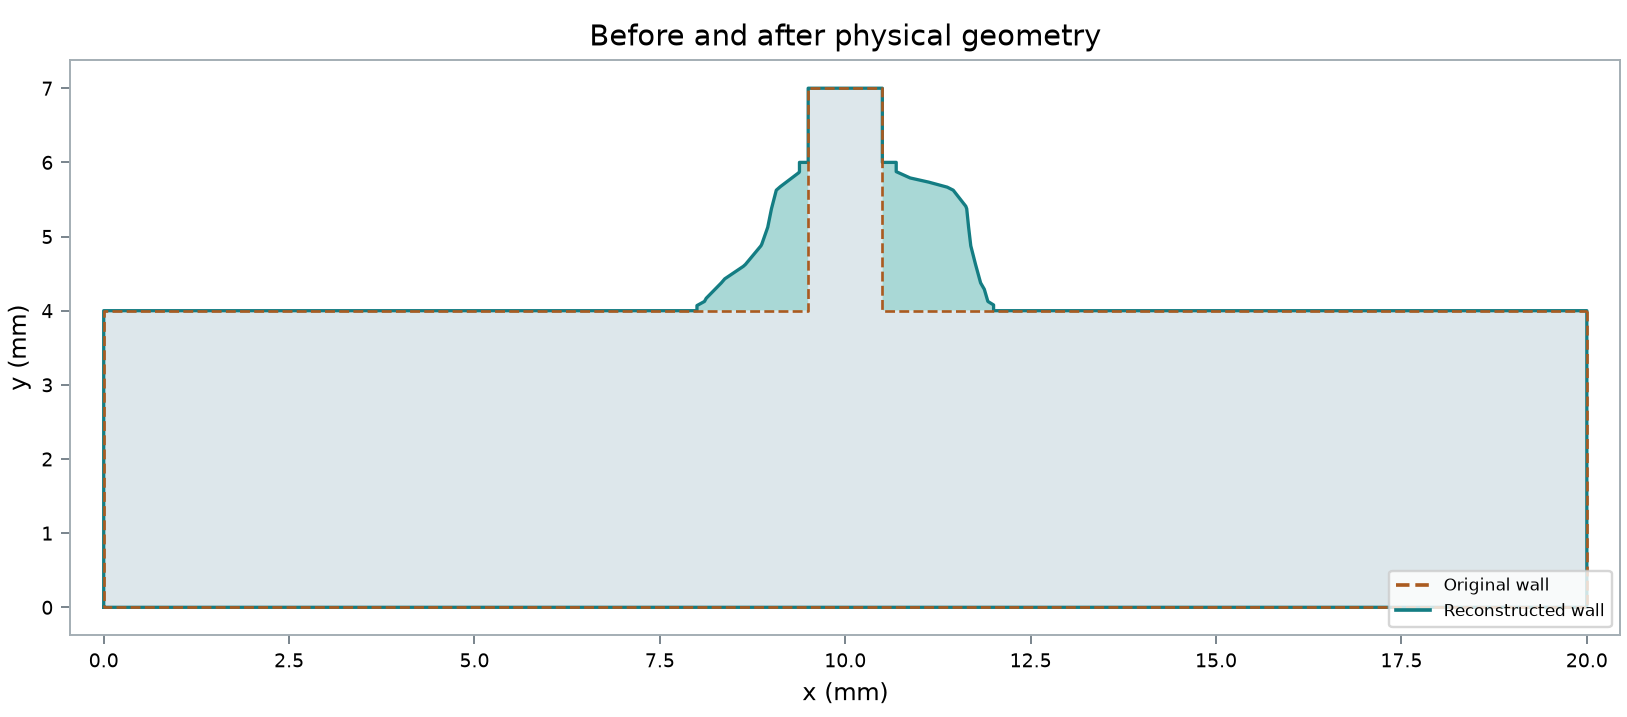 Before and after physical geometry
y (mm)
7
6
5
4
3
2
1
0
Original wall
Reconstructed wall
0.0 2.5 5.0 7.5 10.0 12.5 15.0 17.5 20.0
x (mm)